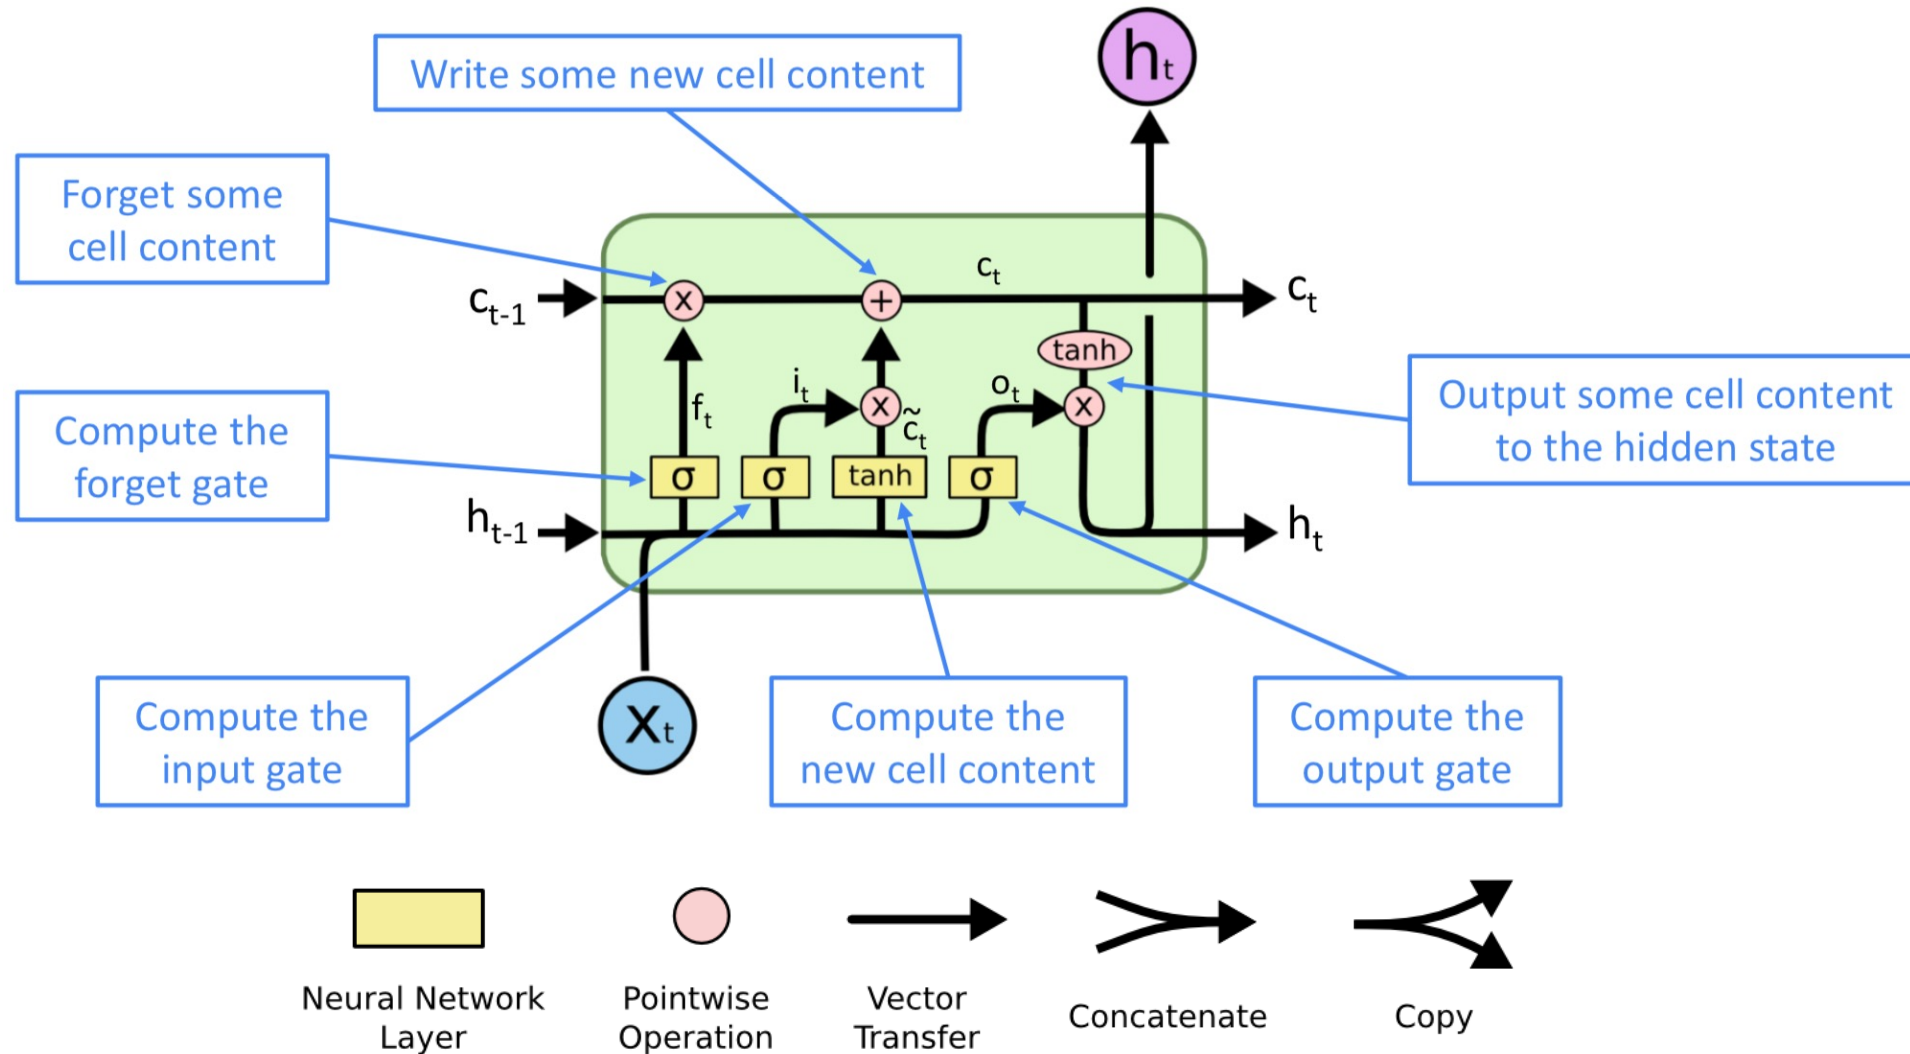 Write some new cell content
hₜ
Forget some
cell content
cₜ
cₜ₋₁
x
+
cₜ
tanh
Output some cell content
to the hidden state
iₜ
oₜ
fₜ
x
c̃ₜ
x
Compute the
forget gate
σ
σ
tanh
σ
hₜ₋₁
hₜ
Compute the
input gate
xₜ
Compute the
new cell content
Compute the
output gate
Neural Network
Layer
Pointwise
Operation
Vector
Transfer
Concatenate
Copy